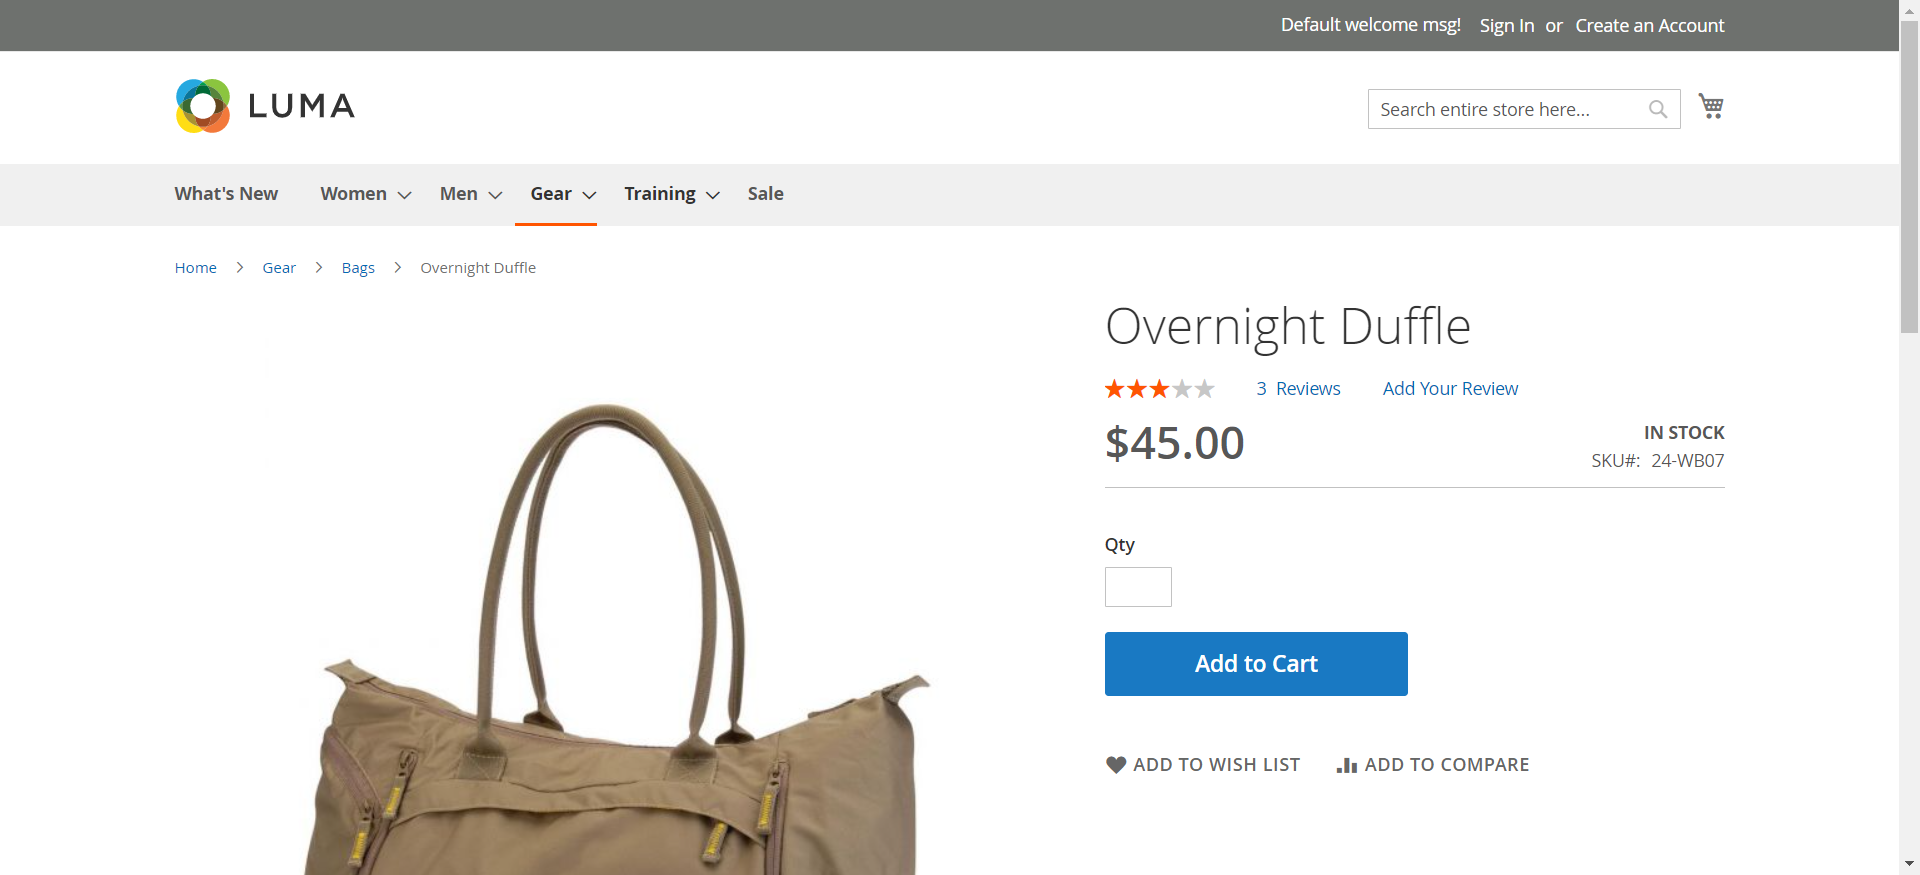 Default welcome msg! Sign In or Create an Account
LUMA
Search entire store here...
What's New Women Men Gear Training Sale
Home Gear Bags Overnight Duffle
Overnight Duffle
3 Reviews Add Your Review
$45.00
IN STOCK
SKU#: 24-WB07
Qty
Add to Cart
ADD TO WISH LIST ADD TO COMPARE